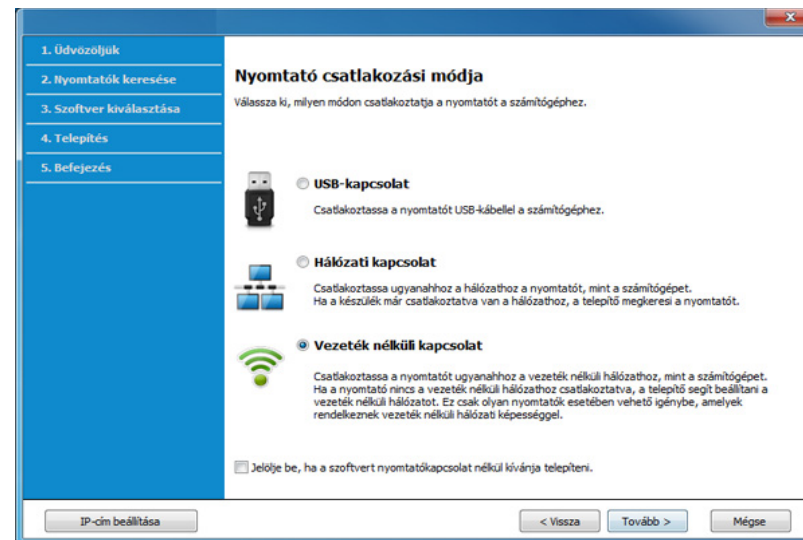 1. Üdvözöljük
2. Nyomtatók keresése
3. Szoftver kiválasztása
4. Telepítés
5. Befejezés
Nyomtató csatlakozási módja
Válassza ki, milyen módon csatlakoztatja a nyomtatót a számítógéphez.
USB-kapcsolat
Csatlakoztassa a nyomtatót USB-kábellel a számítógéphez.
Hálózati kapcsolat
Csatlakoztassa ugyanahhoz a hálózathoz a nyomtatót, mint a számítógépet.
Ha a készülék már csatlakoztatva van a hálózathoz, a telepítő megkeresi a nyomtatót.
Vezeték nélküli kapcsolat
Csatlakoztassa a nyomtatót ugyanahhoz a vezeték nélküli hálózathoz, mint a számítógépet.
Ha a nyomtató nincs a vezeték nélküli hálózathoz csatlakoztatva, a telepítő segít beállítani a
vezeték nélküli hálózatot. Ez csak olyan nyomtatók esetében vehető igénybe, amelyek
rendelkeznek vezeték nélküli hálózati képességgel.
Jelölje be, ha a szoftvert nyomtatókapcsolat nélkül kívánja telepíteni.
IP-cím beállítása
< Vissza
Tovább >
Mégse